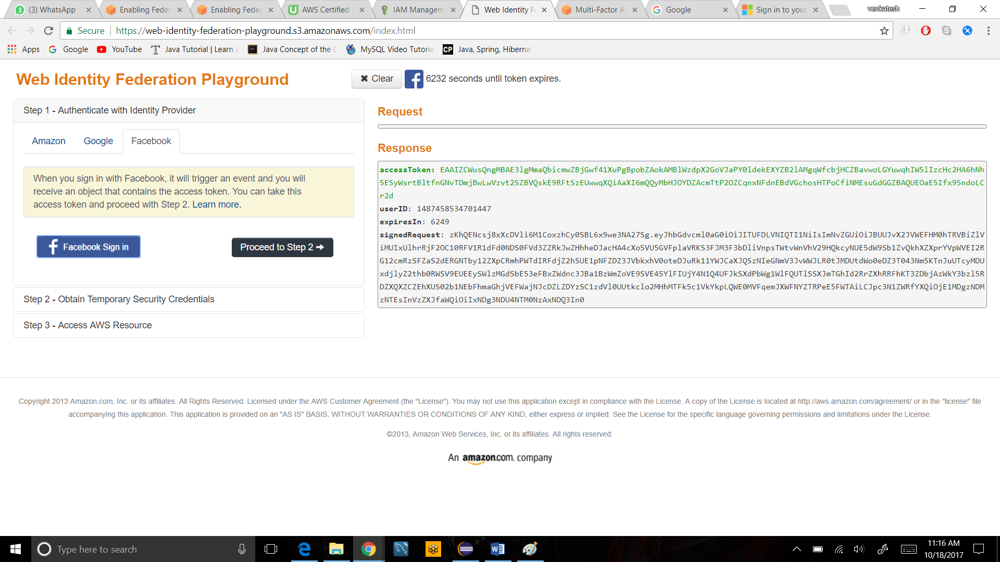 (3) WhatsApp
Enabling Feder
Enabling Feder
AWS Certified
IAM Managem
Web Identity F
Multi-Factor A
Google
Sign in to your
venkatesh
Secure
https://web-identity-federation-playground.s3.amazonaws.com/index.html
Apps
Google
YouTube
Java Tutorial | Learn J
Java Concept of the D
MySQL Video Tutoria
CP
Java, Spring, Hibernat
Web Identity Federation Playground
Clear
6232 seconds until token expires.
Step 1 - Authenticate with Identity Provider
Amazon
Google
Facebook
When you sign in with Facebook, it will trigger an event and you will
receive an object that contains the access token. You can take this
access token and proceed with Step 2. Learn more.
Facebook Sign in
Proceed to Step 2
Step 2 - Obtain Temporary Security Credentials
Step 3 - Access AWS Resource
Request
Response
accessToken:
userID: 1487458534701447
expiresIn: 6249
signedRequest:
Copyright 2013 Amazon.com, Inc. or its affiliates. All Rights Reserved. Licensed under the AWS Customer Agreement (the "License"). You may not use this application except in compliance with the License. A copy of the License is located at http://aws.amazon.com/agreement/ or in the "license" file
accompanying this application. This application is provided on an "AS IS" BASIS, WITHOUT WARRANTIES OR CONDITIONS OF ANY KIND, either express or implied. See the License for the specific language governing permissions and limitations under the License.
©2013, Amazon Web Services, Inc. or its affiliates. All rights reserved.
An amazon.com. company
Type here to search
11:16 AM
10/18/2017